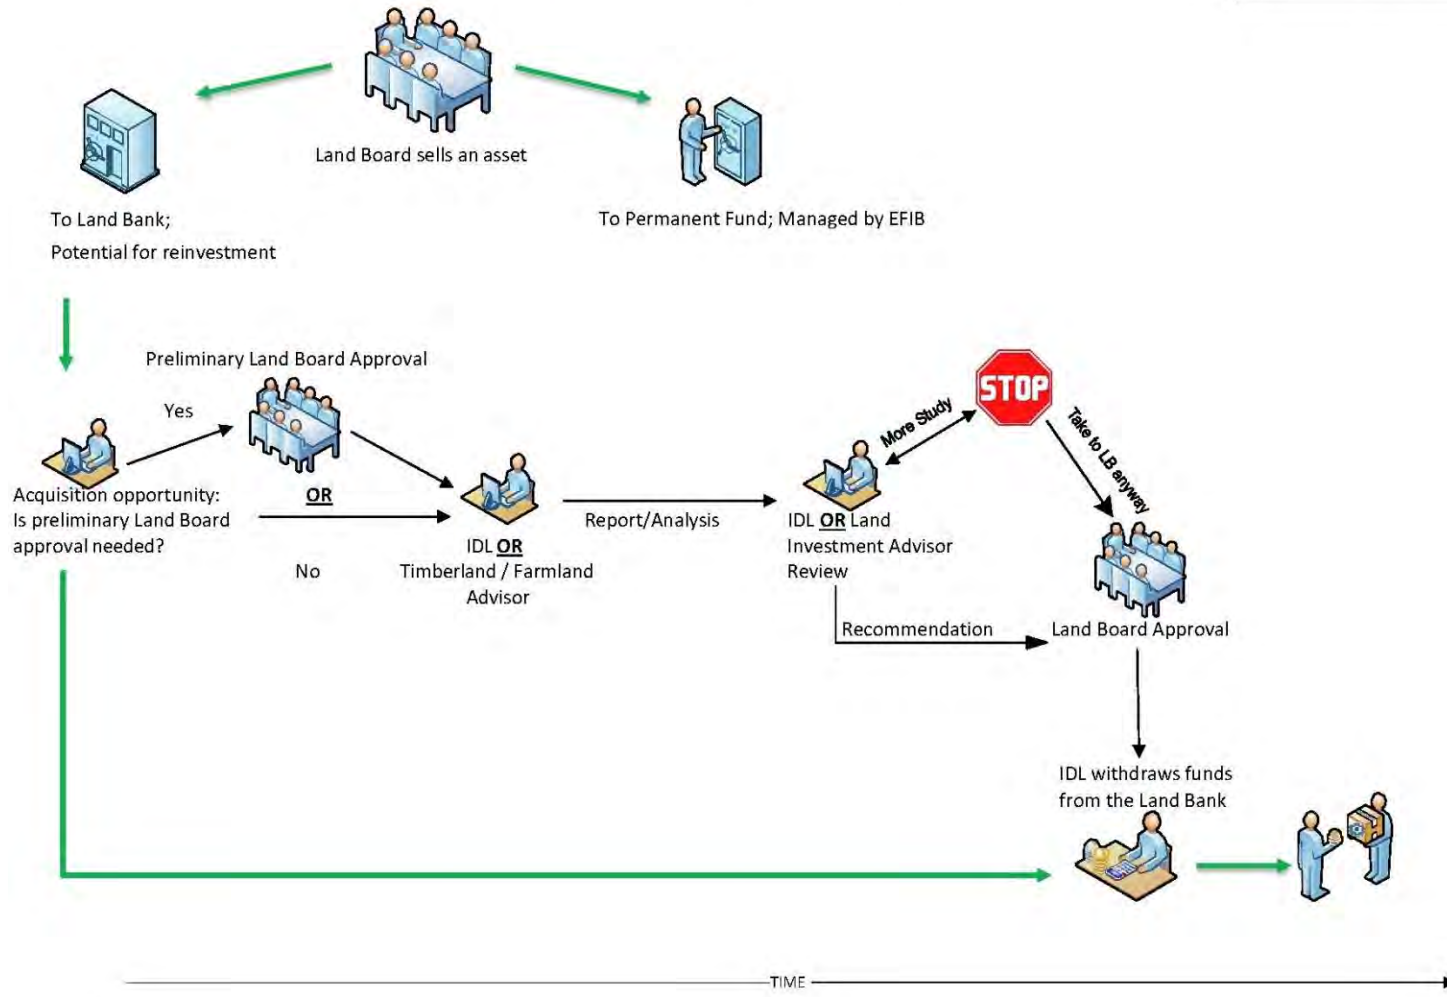 Land Board sells an asset
To Land Bank;
Potential for reinvestment
To Permanent Fund; Managed by EFIB
Preliminary Land Board Approval
Yes
OR
No
Acquisition opportunity:
Is preliminary Land Board
approval needed?
IDL OR
Timberland / Farmland
Advisor
Report/Analysis
IDL OR Land
Investment Advisor
Review
More Study
STOP
Take to LB anyway
Recommendation
Land Board Approval
IDL withdraws funds
from the Land Bank
TIME